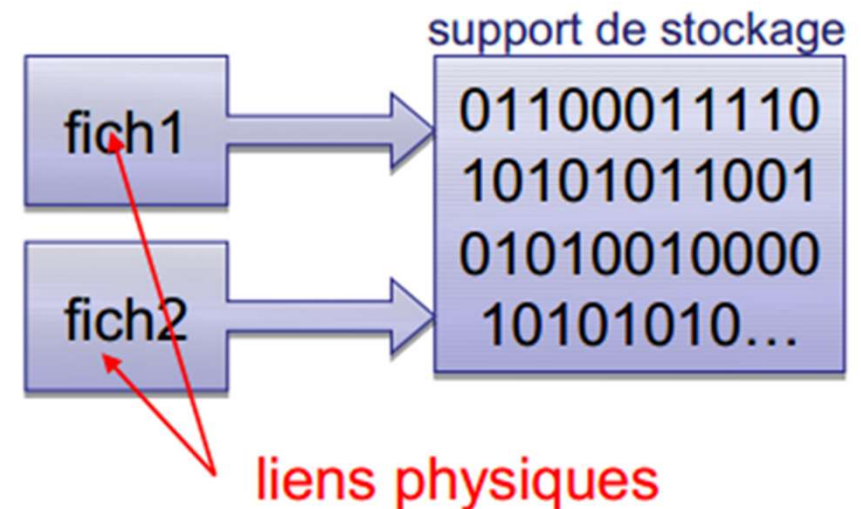 support de stockage
fich1
01100011110
10101011001
01010010000
fich2
10101010...
liens physiques